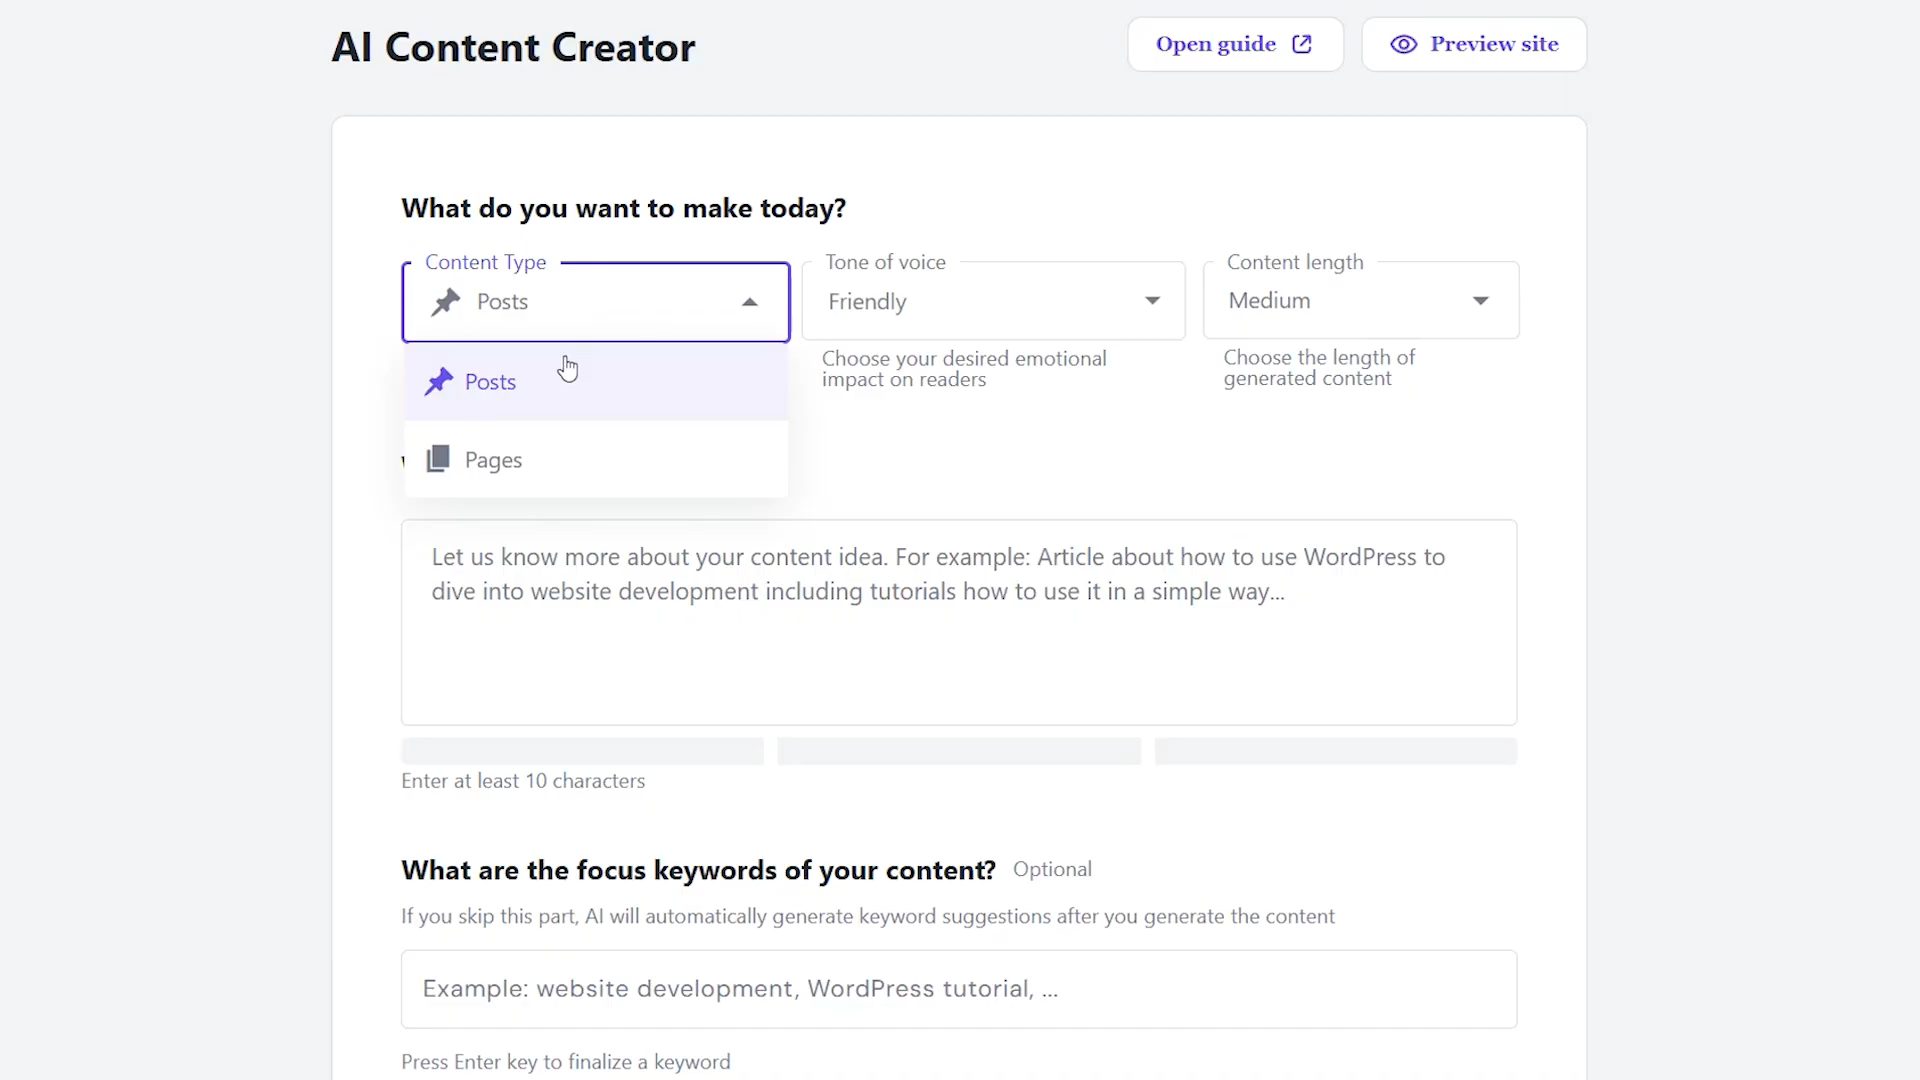 AI Content Creator
Open guide
Preview site
What do you want to make today?
Content Type
Posts
Tone of voice
Friendly
Content length
Medium
Choose your desired emotional
impact on readers
Choose the length of
generated content
Posts
Pages
Let us know more about your content idea. For example: Article about how to use WordPress to
dive into website development including tutorials how to use it in a simple way...
Enter at least 10 characters
What are the focus keywords of your content? Optional
If you skip this part, AI will automatically generate keyword suggestions after you generate the content
Example: website development, WordPress tutorial, ...
Press Enter key to finalize a keyword